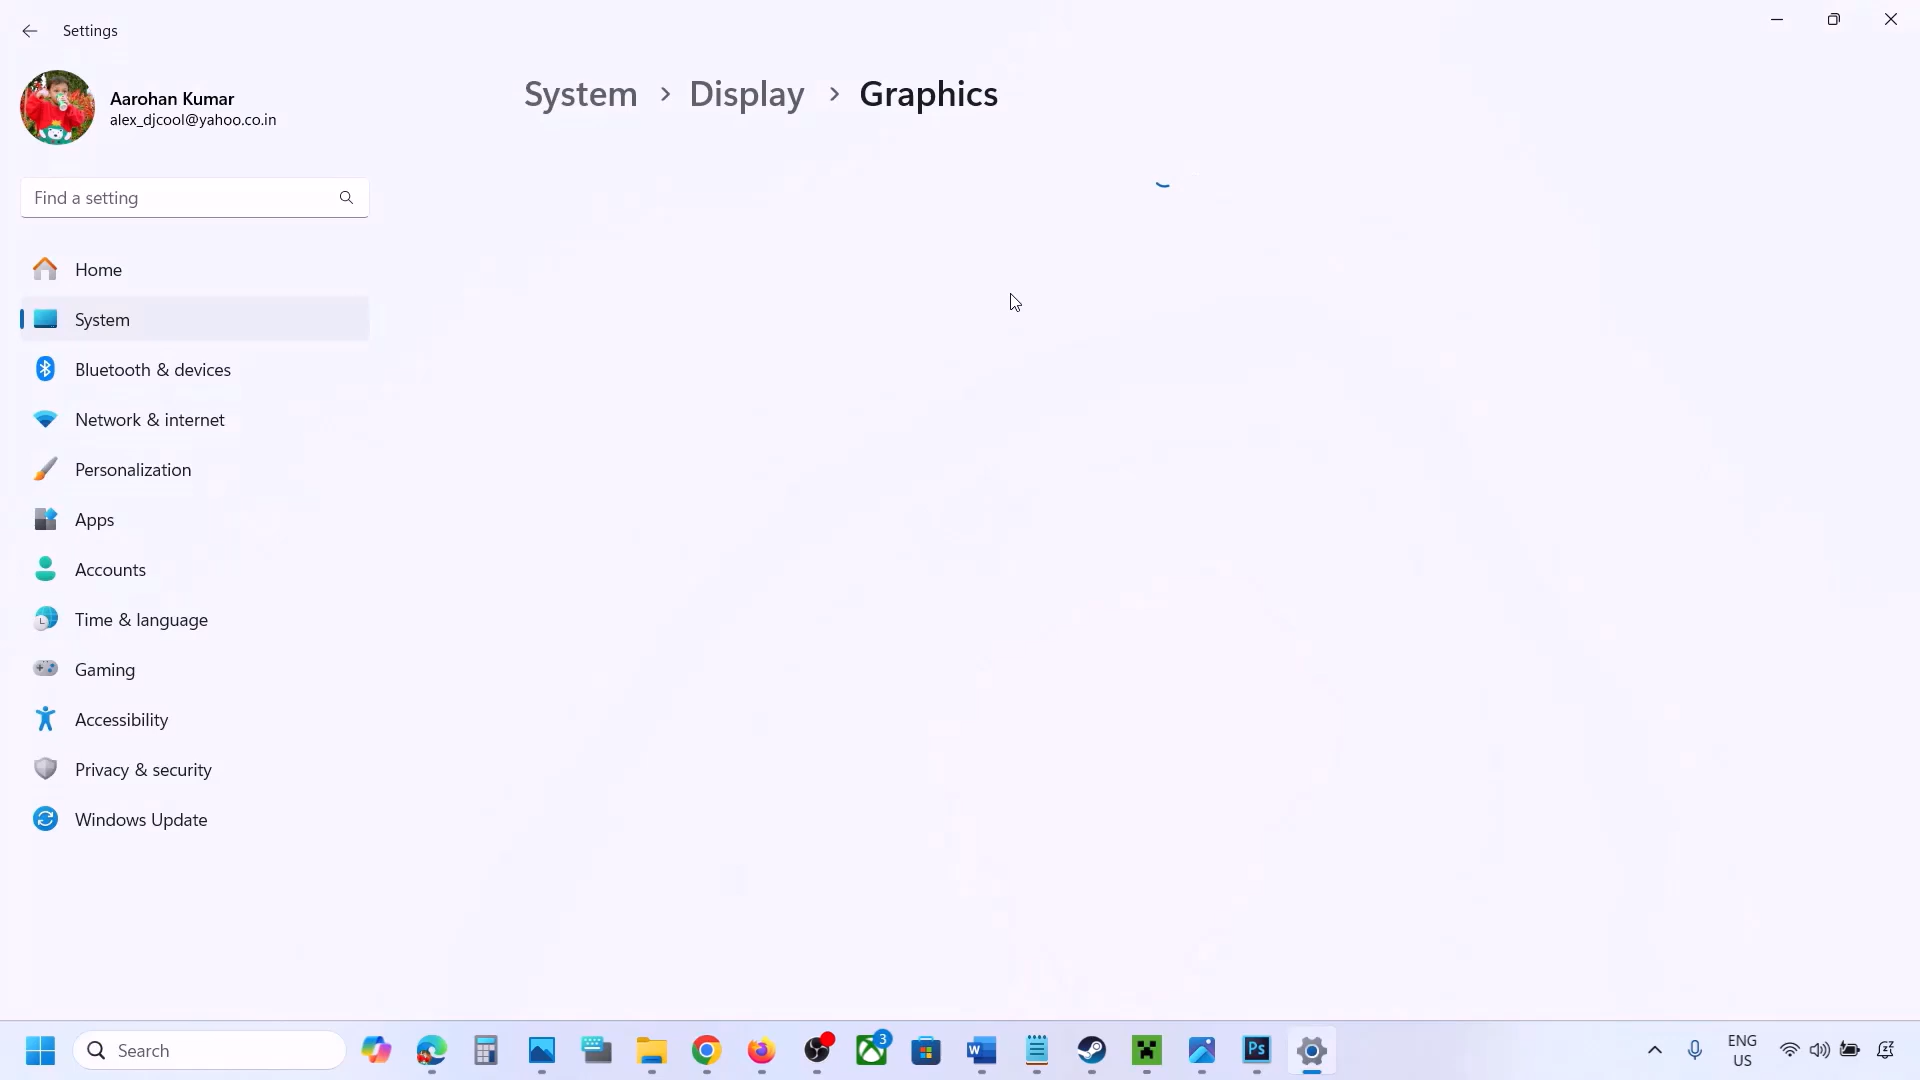 Settings
Aarohan Kumar
alex_djcool@yahoo.co.in
Find a setting
Home
System
Bluetooth & devices
Network & internet
Personalization
Apps
Accounts
Time & language
Gaming
Accessibility
Privacy & security
Windows Update
System > Display > Graphics
Search
3
W
Ps
ENG
US